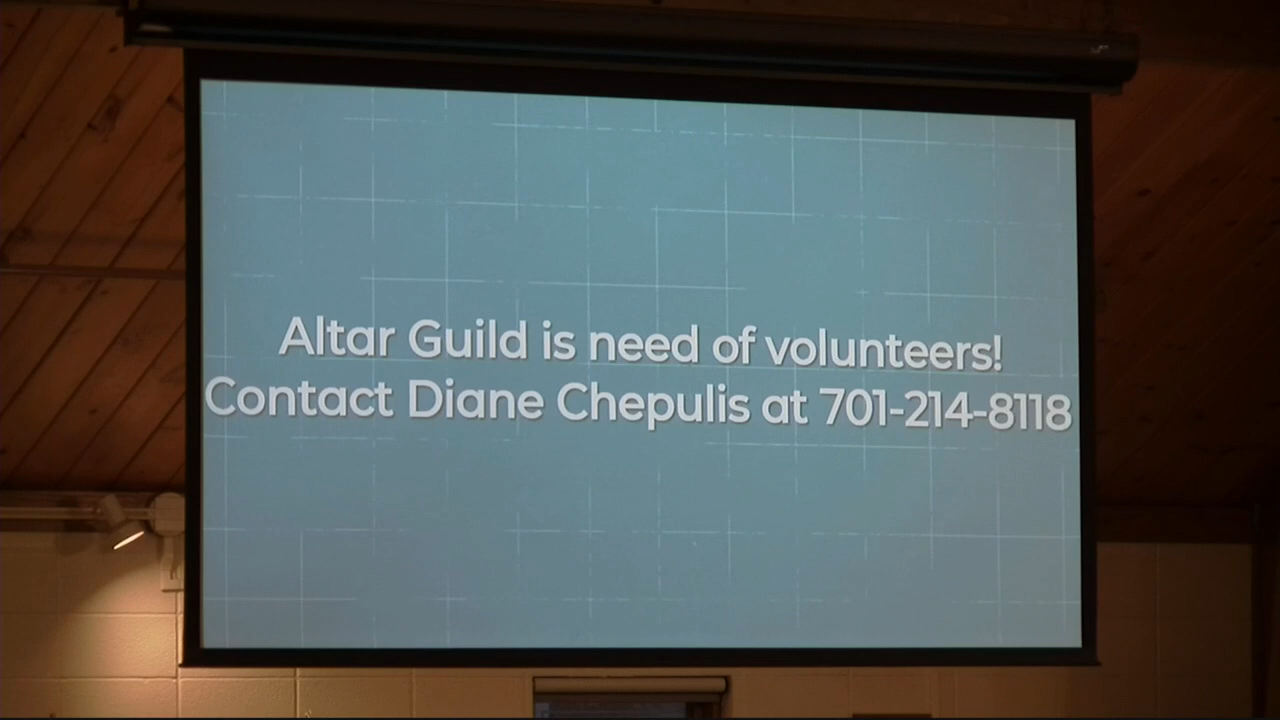 Altar Guild is need of volunteers!
Contact Diane Chepulis at 701-214-8118